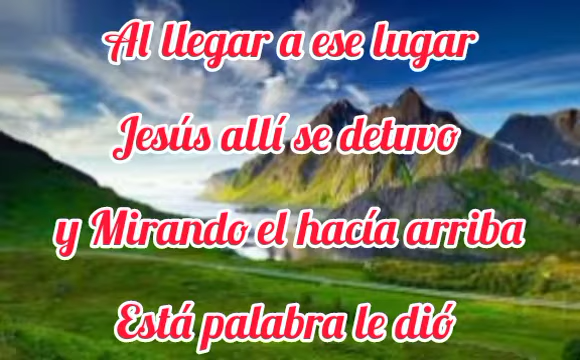 Al llegar a ese lugar
Jesús allí se detuvo
y Mirando el hacía arriba
Está palabra le dió